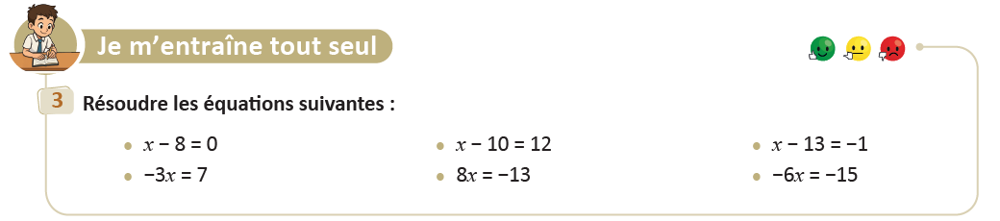 Je m’entraîne tout seul
3 Résoudre les équations suivantes :
• x − 8 = 0 • x − 10 = 12 • x − 13 = −1
• −3x = 7 • 8x = −13 • −6x = −15